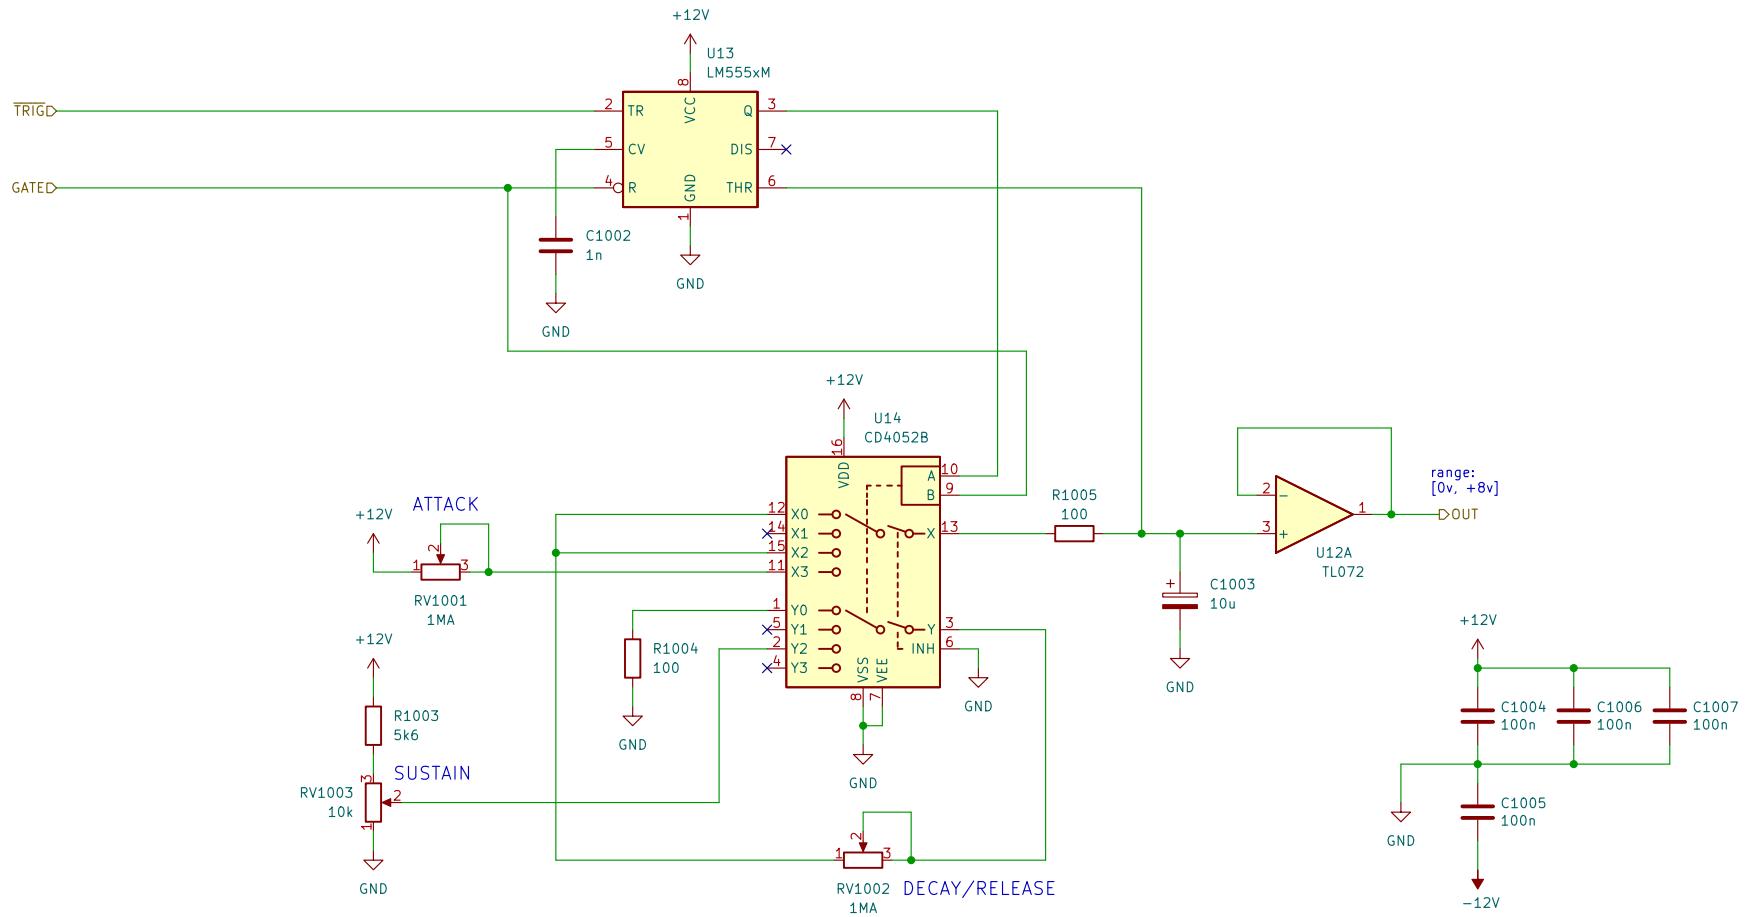 +12V
U13
LM555xM
8
VCC
TRIG
2
TR
Q
3
5
CV
DIS
7
GATE
4
R
GND
THR
6
1
C1002
1n
GND
GND
+12V
U14
CD4052B
16
VDD
A
10
B
9
ATTACK
+12V
2
1
3
RV1001
1MA
12
X0
14
X1
X
13
15
X2
11
X3
1
Y0
5
Y1
Y
3
2
Y2
INH
6
4
Y3
VSS
VEE
8
7
GND
GND
R1004
100
GND
R1005
100
C1003
+
10u
GND
2
-
3
+
1
U12A
TL072
range:
[0v, +8v]
OUT
+12V
R1003
5k6
SUSTAIN
3
RV1003
10k
2
1
GND
2
1
3
RV1002
1MA
DECAY/RELEASE
+12V
C1004
100n
C1006
100n
C1007
100n
C1005
100n
GND
-12V